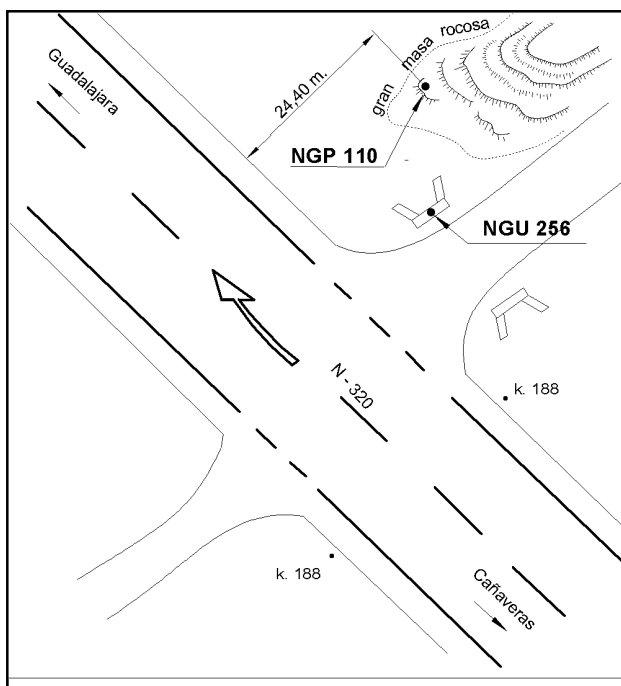 Guadalajara
24,40 m.
gran masa rocosa
NGP 110
NGU 256
N - 320
k. 188
k. 188
Cañaveras